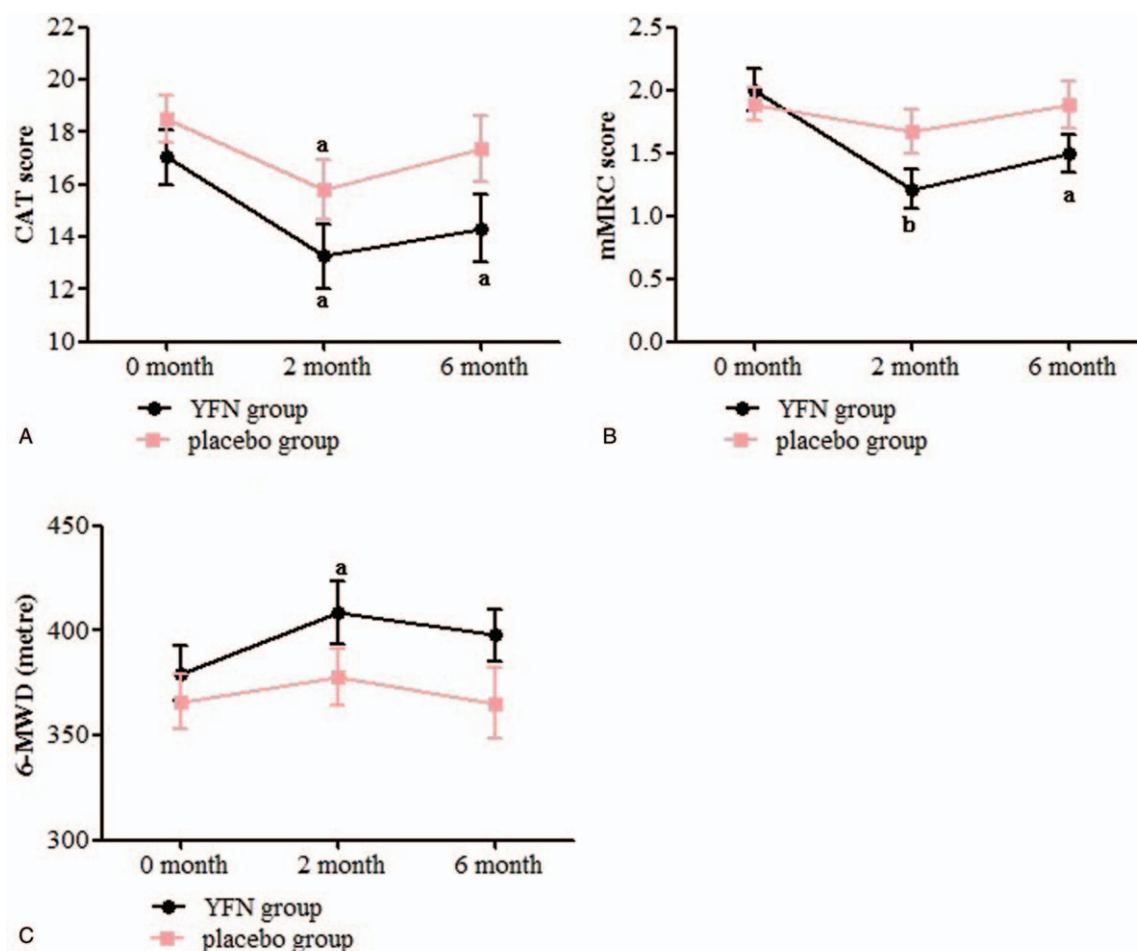 22
20
18
16
14
12
10
CAT score
a
a
a
0 month
2 month
6 month
YFN group
placebo group
A
2.5
2.0
1.5
1.0
0.5
0.0
mMRC score
b
a
0 month
2 month
6 month
YFN group
placebo group
B
450
400
350
300
6-MWD (metre)
a
0 month
2 month
6 month
YFN group
placebo group
C